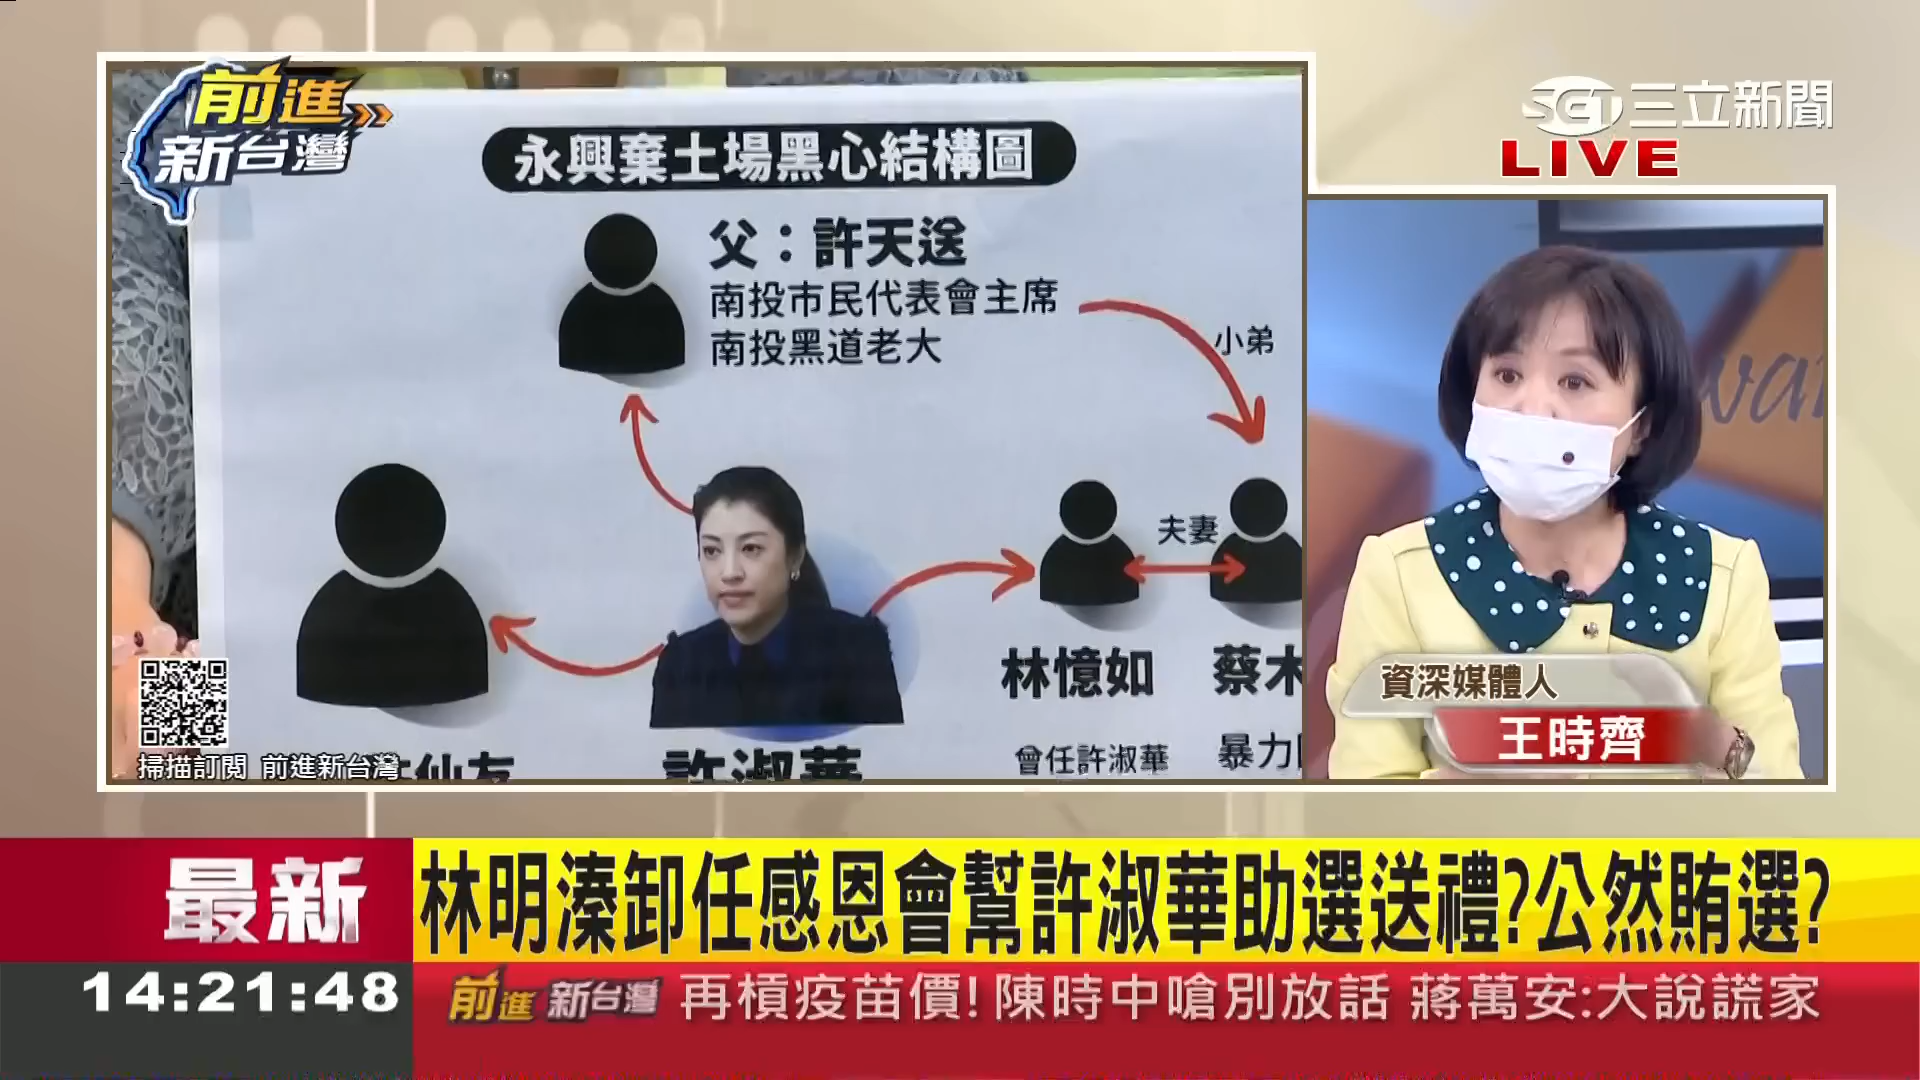 前進
新台灣
SET 三立新聞
LIVE
永興棄土場黑心結構圖
父：許天送
南投市民代表會主席
南投黑道老大
小弟
夫妻
林憶如
蔡木
曾任許淑華
暴力
許淑華
仙友
掃描訂閱 前進新台灣
資深媒體人
王時齊
最新
林明溱卸任感恩會幫許淑華助選送禮?公然賄選?
14:21:48
前進新台灣 再槓疫苗價! 陳時中嗆別放話 蔣萬安:大說謊家